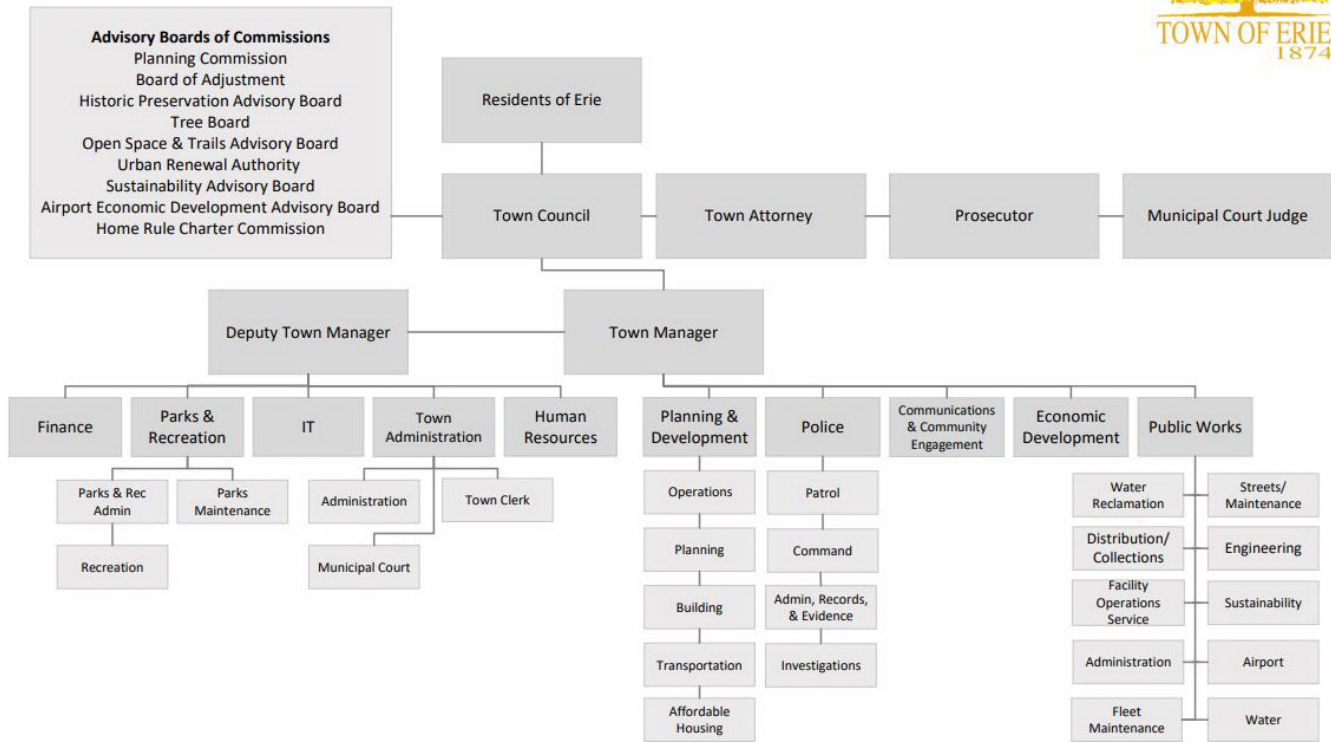 TOWN OF ERIE
1874
Advisory Boards of Commissions
Planning Commission
Board of Adjustment
Historic Preservation Advisory Board
Tree Board
Open Space & Trails Advisory Board
Urban Renewal Authority
Sustainability Advisory Board
Airport Economic Development Advisory Board
Home Rule Charter Commission
Residents of Erie
Town Council
Town Attorney
Prosecutor
Municipal Court Judge
Deputy Town Manager
Town Manager
Finance
Parks &
Recreation
IT
Town
Administration
Human
Resources
Planning &
Development
Police
Communications
& Community
Engagement
Economic
Development
Public Works
Parks & Rec
Admin
Parks
Maintenance
Recreation
Administration
Town Clerk
Municipal Court
Operations
Planning
Building
Transportation
Affordable
Housing
Patrol
Command
Admin, Records,
& Evidence
Investigations
Water
Reclamation
Streets/
Maintenance
Distribution/
Collections
Engineering
Facility
Operations
Service
Sustainability
Administration
Airport
Fleet
Maintenance
Water